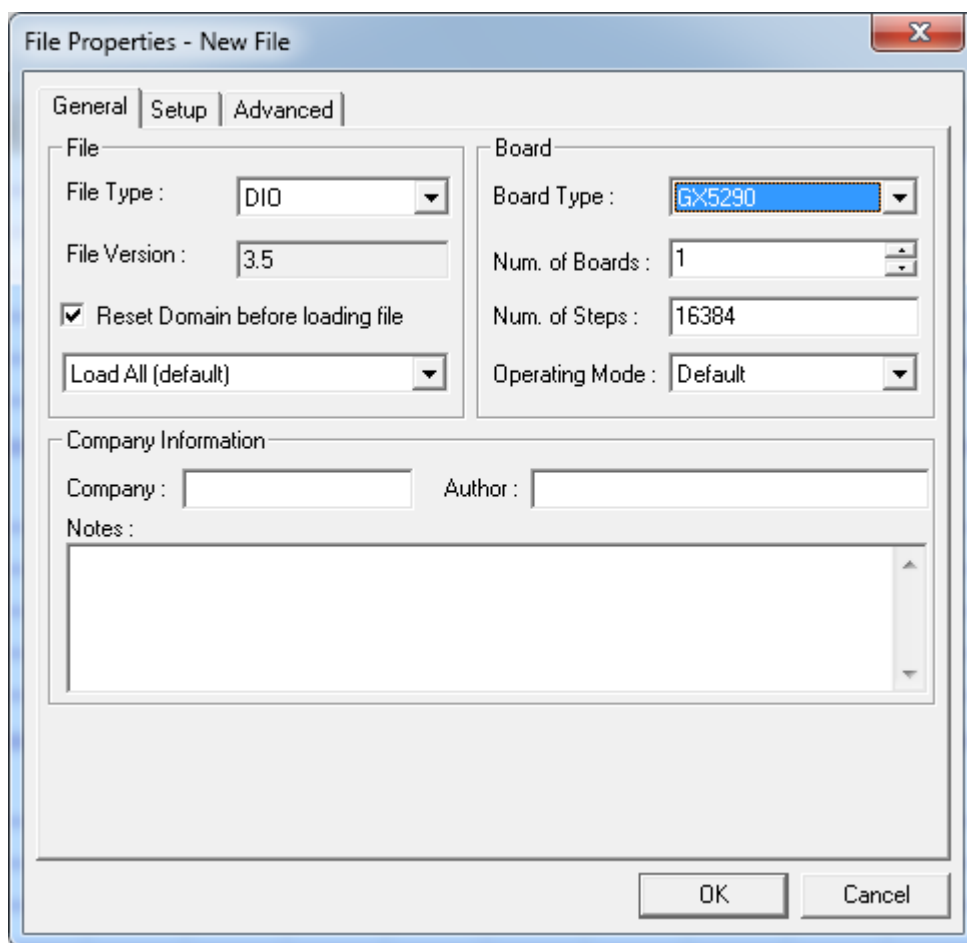 File Properties - New File
General Setup Advanced
File
File Type : DIO
File Version : 3.5
Reset Domain before loading file
Load All (default)
Board
Board Type : GX5290
Num. of Boards : 1
Num. of Steps : 16384
Operating Mode : Default
Company Information
Company : Author :
Notes :
OK Cancel